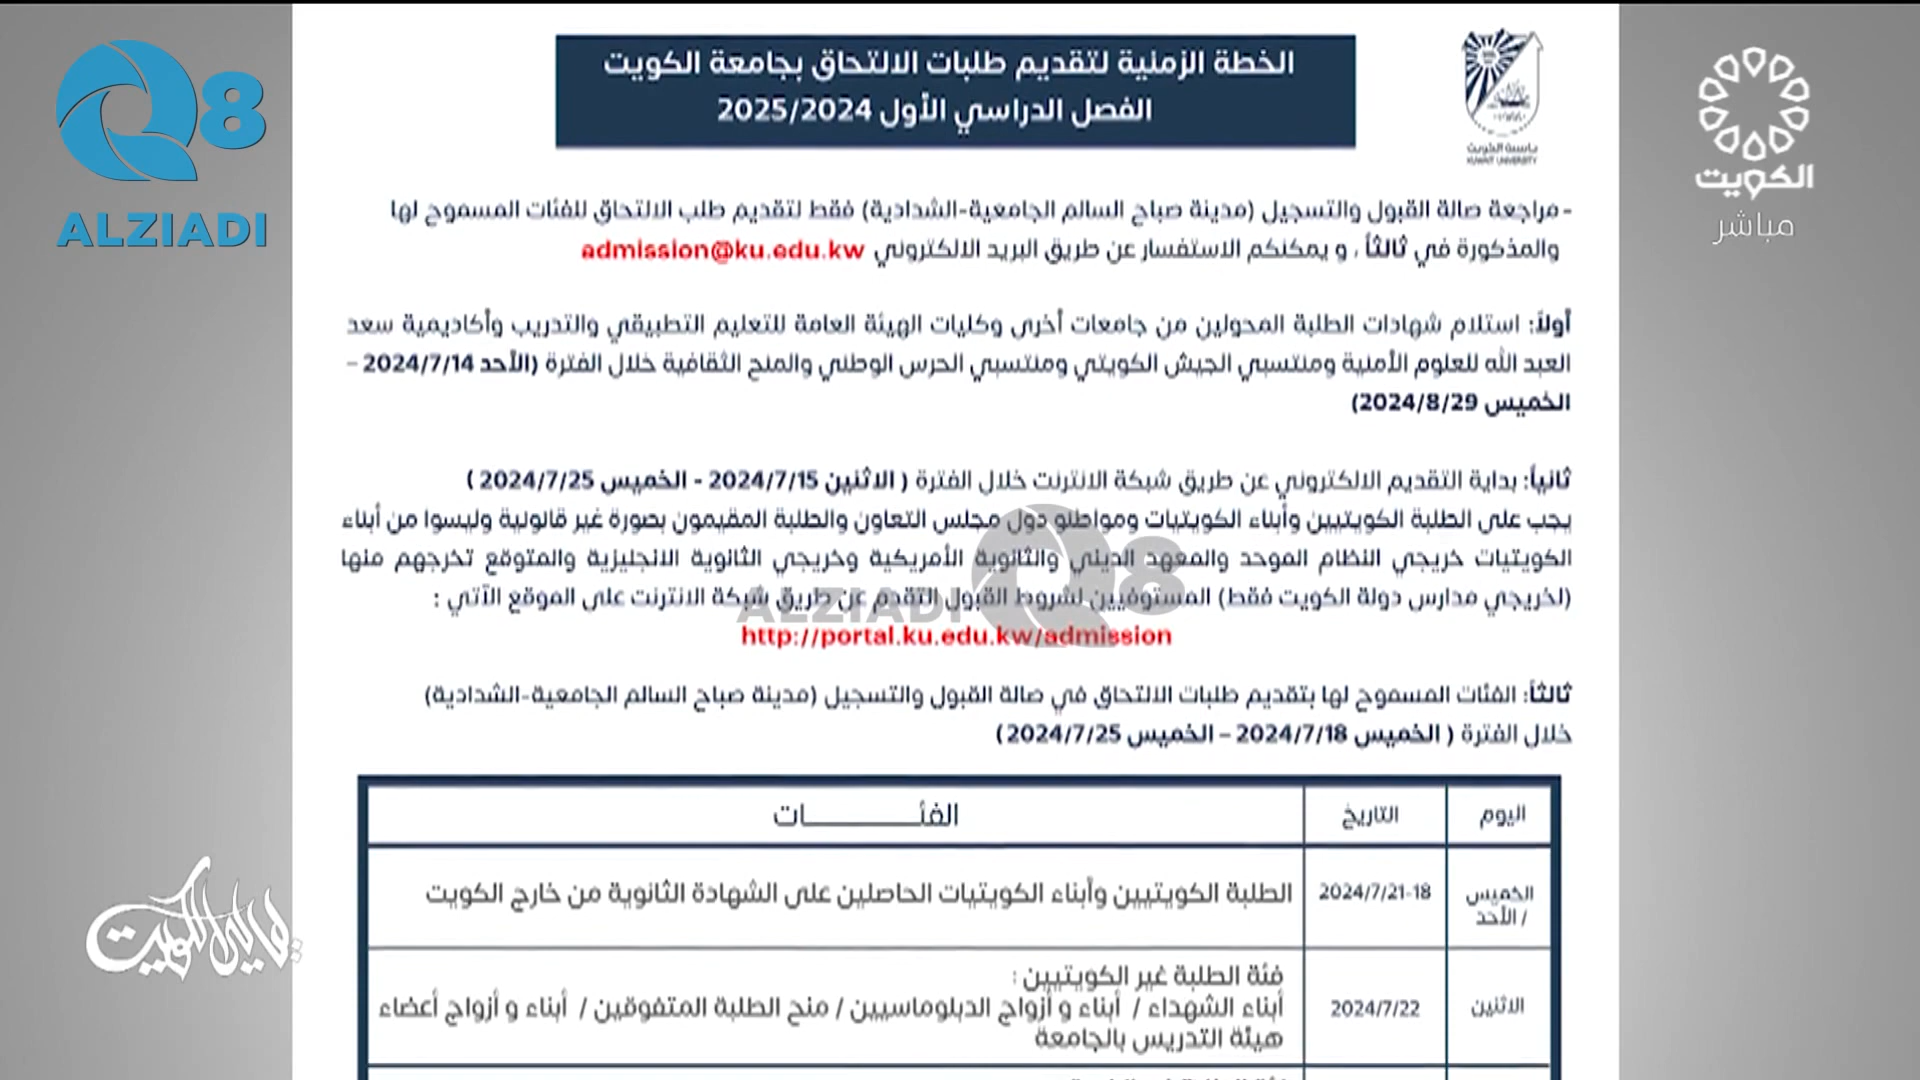 Q8
ALZIADI
الكويت
مباشر
جامعة الكويت
KUWAIT UNIVERSITY
الخطة الزمنية لتقديم طلبات الالتحاق بجامعة الكويت
الفصل الدراسي الأول 2025/2024
- مراجعة صالة القبول والتسجيل (مدينة صباح السالم الجامعية-الشدادية) فقط لتقديم طلب الالتحاق للفئات المسموح لها
والمذكورة في ثالثاً ، و يمكنكم الاستفسار عن طريق البريد الالكتروني admission@ku.edu.kw
أولاً: استلام شهادات الطلبة المحولين من جامعات أخرى وكليات الهيئة العامة للتعليم التطبيقي والتدريب وأكاديمية سعد
العبد الله للعلوم الأمنية ومنتسبي الجيش الكويتي ومنتسبي الحرس الوطني والمنح الثقافية خلال الفترة (الأحد 2024/7/14 –
الخميس 2024/8/29)
ثانياً: بداية التقديم الالكتروني عن طريق شبكة الانترنت خلال الفترة ( الاثنين 2024/7/15 - الخميس 2024/7/25 )
يجب على الطلبة الكويتيين وأبناء الكويتيات ومواطنو دول مجلس التعاون والطلبة المقيمون بصورة غير قانونية وليسوا من أبناء
الكويتيات خريجي النظام الموحد والمعهد الديني والثانوية الأمريكية وخريجي الثانوية الانجليزية والمتوقع تخرجهم منها
(لخريجي مدارس دولة الكويت فقط) المستوفيين لشروط القبول التقدم عن طريق شبكة الانترنت على الموقع الآتي :
http://portal.ku.edu.kw/admission
ALZIADI Q8
ثالثاً: الفئات المسموح لها بتقديم طلبات الالتحاق في صالة القبول والتسجيل (مدينة صباح السالم الجامعية-الشدادية)
خلال الفترة ( الخميس 2024/7/18 – الخميس 2024/7/25)
اليوم التاريخ الفئـــــــات
الخميس / الأحد 2024/7/21-18 الطلبة الكويتيين وأبناء الكويتيات الحاصلين على الشهادة الثانوية من خارج الكويت
الاثنين 2024/7/22 فئة الطلبة غير الكويتيين :
أبناء الشهداء / أبناء و أزواج الدبلوماسيين / منح الطلبة المتفوقين / أبناء و أزواج أعضاء
هيئة التدريس بالجامعة